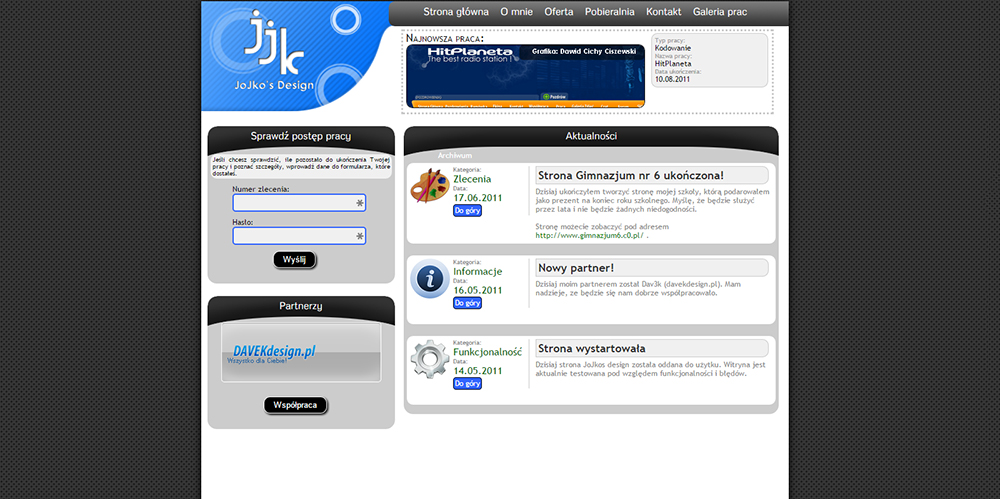 Strona główna O mnie Oferta Pobieralnia Kontakt Galeria prac
jjk
JoJko's Design
Najnowsza praca:
HitPlaneta
The best radio station !
Grafika: Dawid Cichy Ciszewski
Typ pracy:
Kodowanie
Nazwa pracy:
HitPlaneta
Data ukończenia:
10.08.2011
Sprawdź postęp pracy
Jeśli chcesz sprawdzić, ile pozostało do ukończenia Twojej
pracy i poznać szczegóły, wprowadź dane do formularza, które
dostałeś.
Numer zlecenia:
*
Hasło:
*
Wyślij
Partnerzy
DAVEKdesign.pl
Wszystko dla Ciebie!
Współpraca
Aktualności
Archiwum
Kategoria:
Zlecenia
Data:
17.06.2011
Do góry
Strona Gimnazjum nr 6 ukończona!
Dzisiaj ukończyłem tworzyć stronę mojej szkoły, którą podarowałem
jako prezent na koniec roku szkolnego. Myślę, że będzie służyć
przez lata i nie będzie żadnych niedogodności.
Stronę możecie zobaczyć pod adresem
http://www.gimnazjum6.c0.pl/ .
Kategoria:
Informacje
Data:
16.05.2011
Do góry
Nowy partner!
Dzisiaj moim partnerem został Dav3k (davekdesign.pl). Mam
nadzieje, ze będzie się nam dobrze współpracowało.
Kategoria:
Funkcjonalność
Data:
14.05.2011
Do góry
Strona wystartowała
Dzisiaj strona JoJkos design została oddana do użytku. Witryna jest
aktualnie testowana pod względem funkcjonalności i błędów.